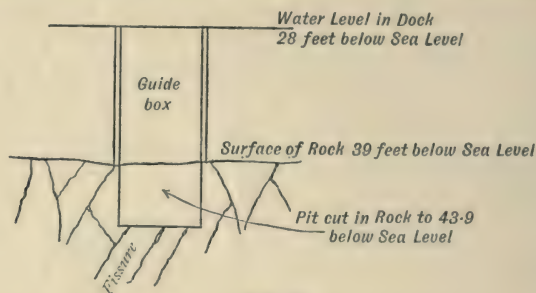 Water Level in Dock
28 feet below Sea Level
Guide
box
Surface of Rock 39 feet below Sea Level
Pit cut in Rock to 43·9
below Sea Level
Fissure